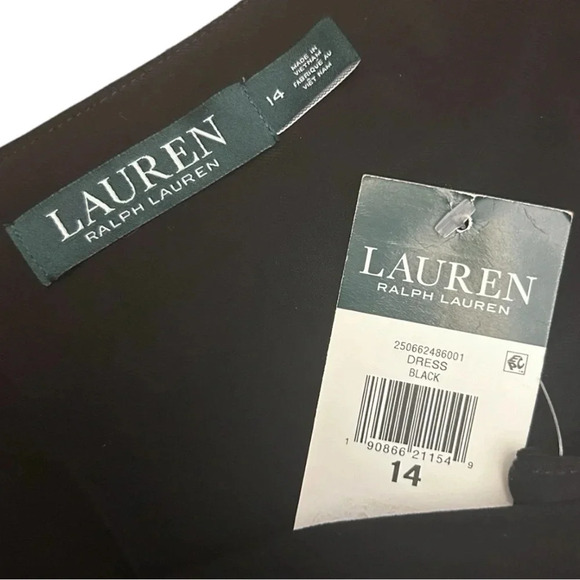 LAUREN
RALPH LAUREN
14
MADE IN
VIETNAM
FABRIQUÉ AU
VIÊT NAM
LAUREN
RALPH LAUREN
250662486001
DRESS
BLACK
1 90866 21154 9
14